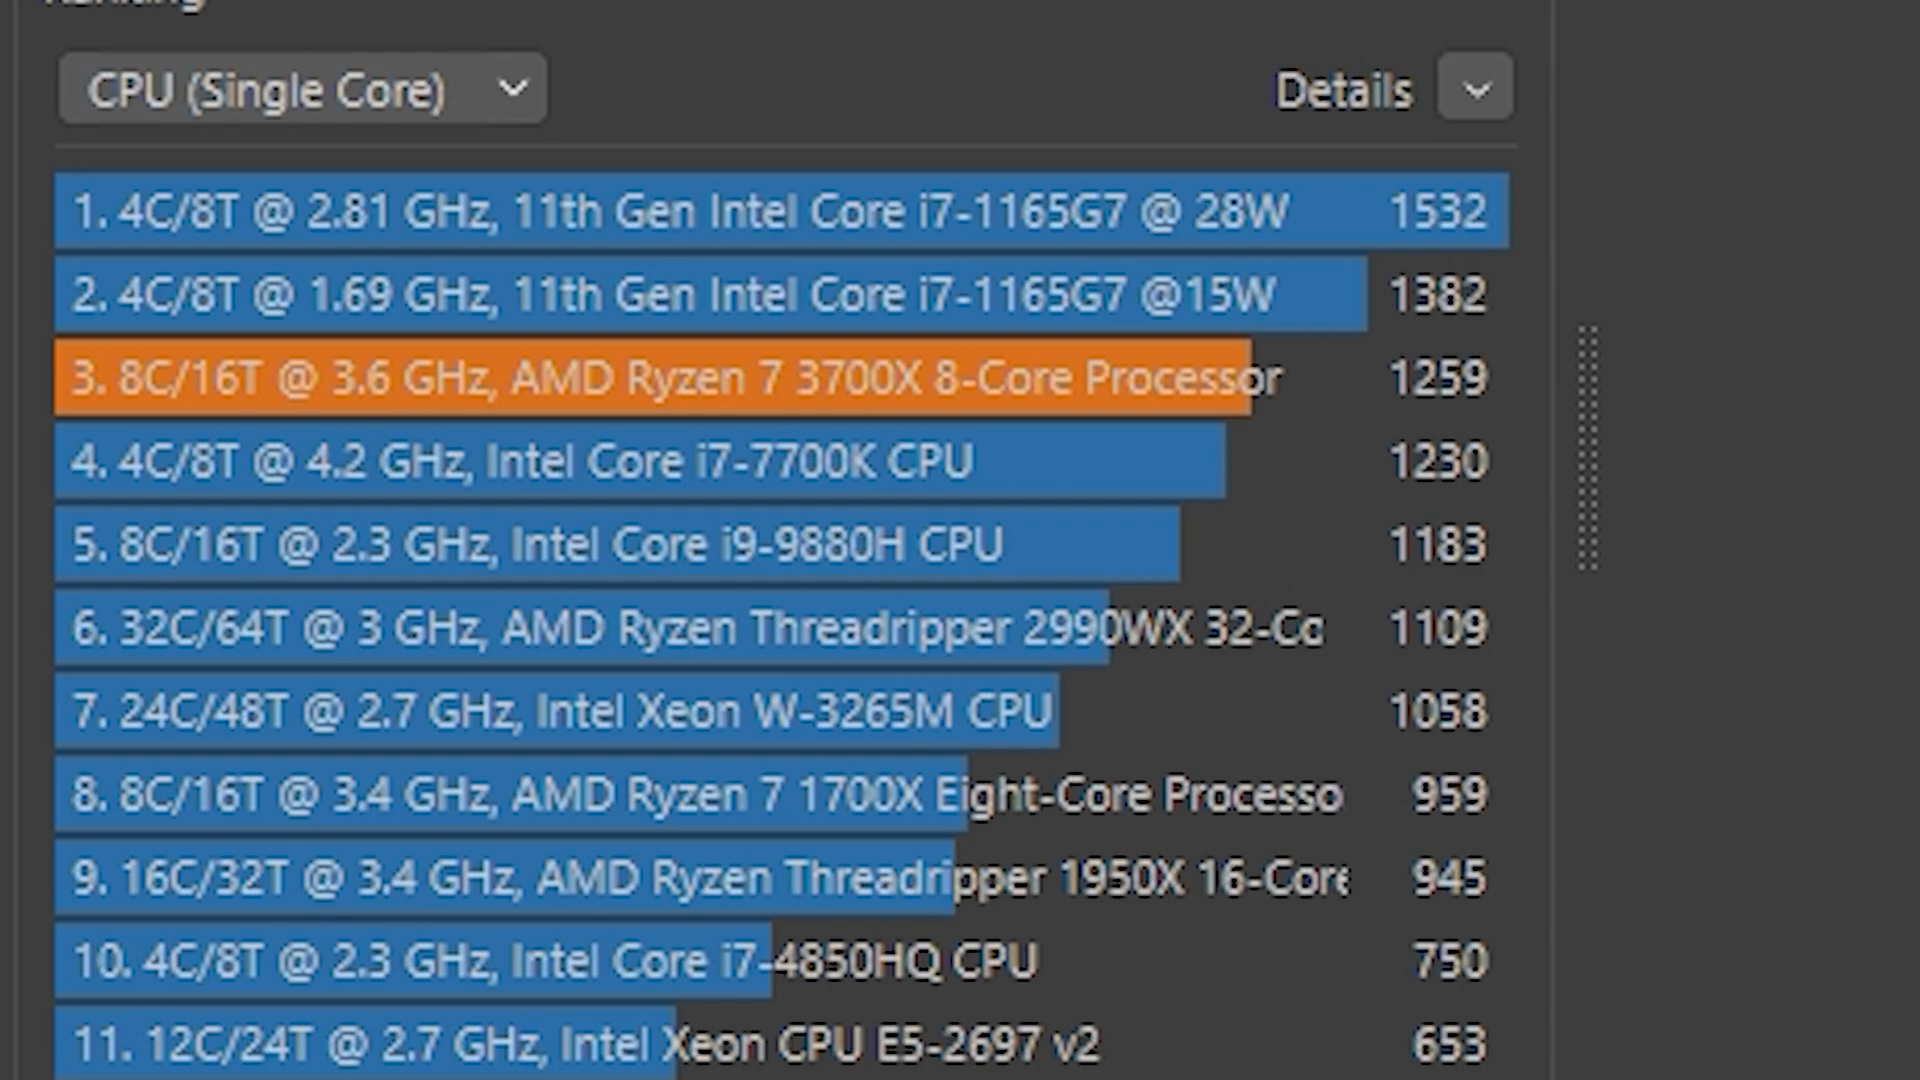 Ranking
CPU (Single Core)
Details
1. 4C/8T @ 2.81 GHz, 11th Gen Intel Core i7-1165G7 @ 28W 1532
2. 4C/8T @ 1.69 GHz, 11th Gen Intel Core i7-1165G7 @15W 1382
3. 8C/16T @ 3.6 GHz, AMD Ryzen 7 3700X 8-Core Processor 1259
4. 4C/8T @ 4.2 GHz, Intel Core i7-7700K CPU 1230
5. 8C/16T @ 2.3 GHz, Intel Core i9-9880H CPU 1183
6. 32C/64T @ 3 GHz, AMD Ryzen Threadripper 2990WX 32-Co 1109
7. 24C/48T @ 2.7 GHz, Intel Xeon W-3265M CPU 1058
8. 8C/16T @ 3.4 GHz, AMD Ryzen 7 1700X Eight-Core Processo 959
9. 16C/32T @ 3.4 GHz, AMD Ryzen Threadripper 1950X 16-Core 945
10. 4C/8T @ 2.3 GHz, Intel Core i7-4850HQ CPU 750
11. 12C/24T @ 2.7 GHz, Intel Xeon CPU E5-2697 v2 653